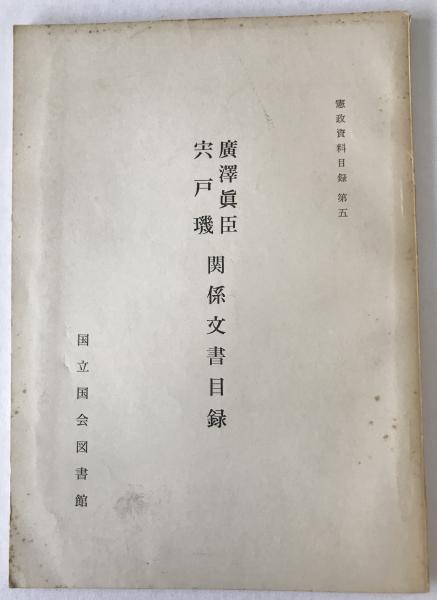 憲政資料目録 第五
廣澤眞臣
宍戸璣
関係文書目録
国立国会図書館